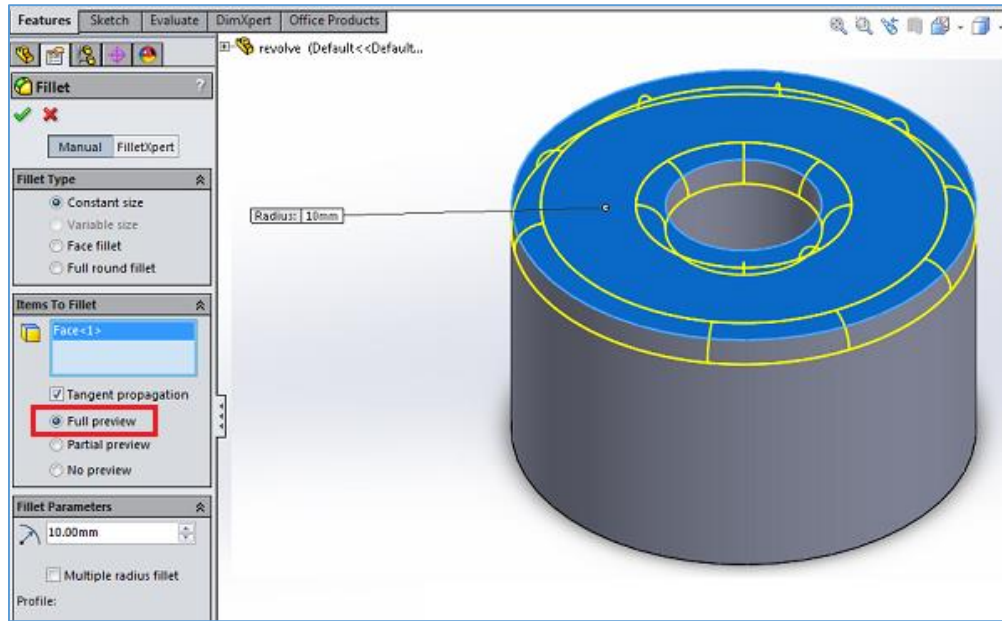 Features Sketch Evaluate DimXpert Office Products
revolve (Default<<Default...
Fillet ?
Manual FilletXpert
Fillet Type
Constant size
Variable size
Face fillet
Full round fillet
Radius: 10mm
Items To Fillet
Face<1>
Tangent propagation
Full preview
Partial preview
No preview
Fillet Parameters
10.00mm
Multiple radius fillet
Profile: